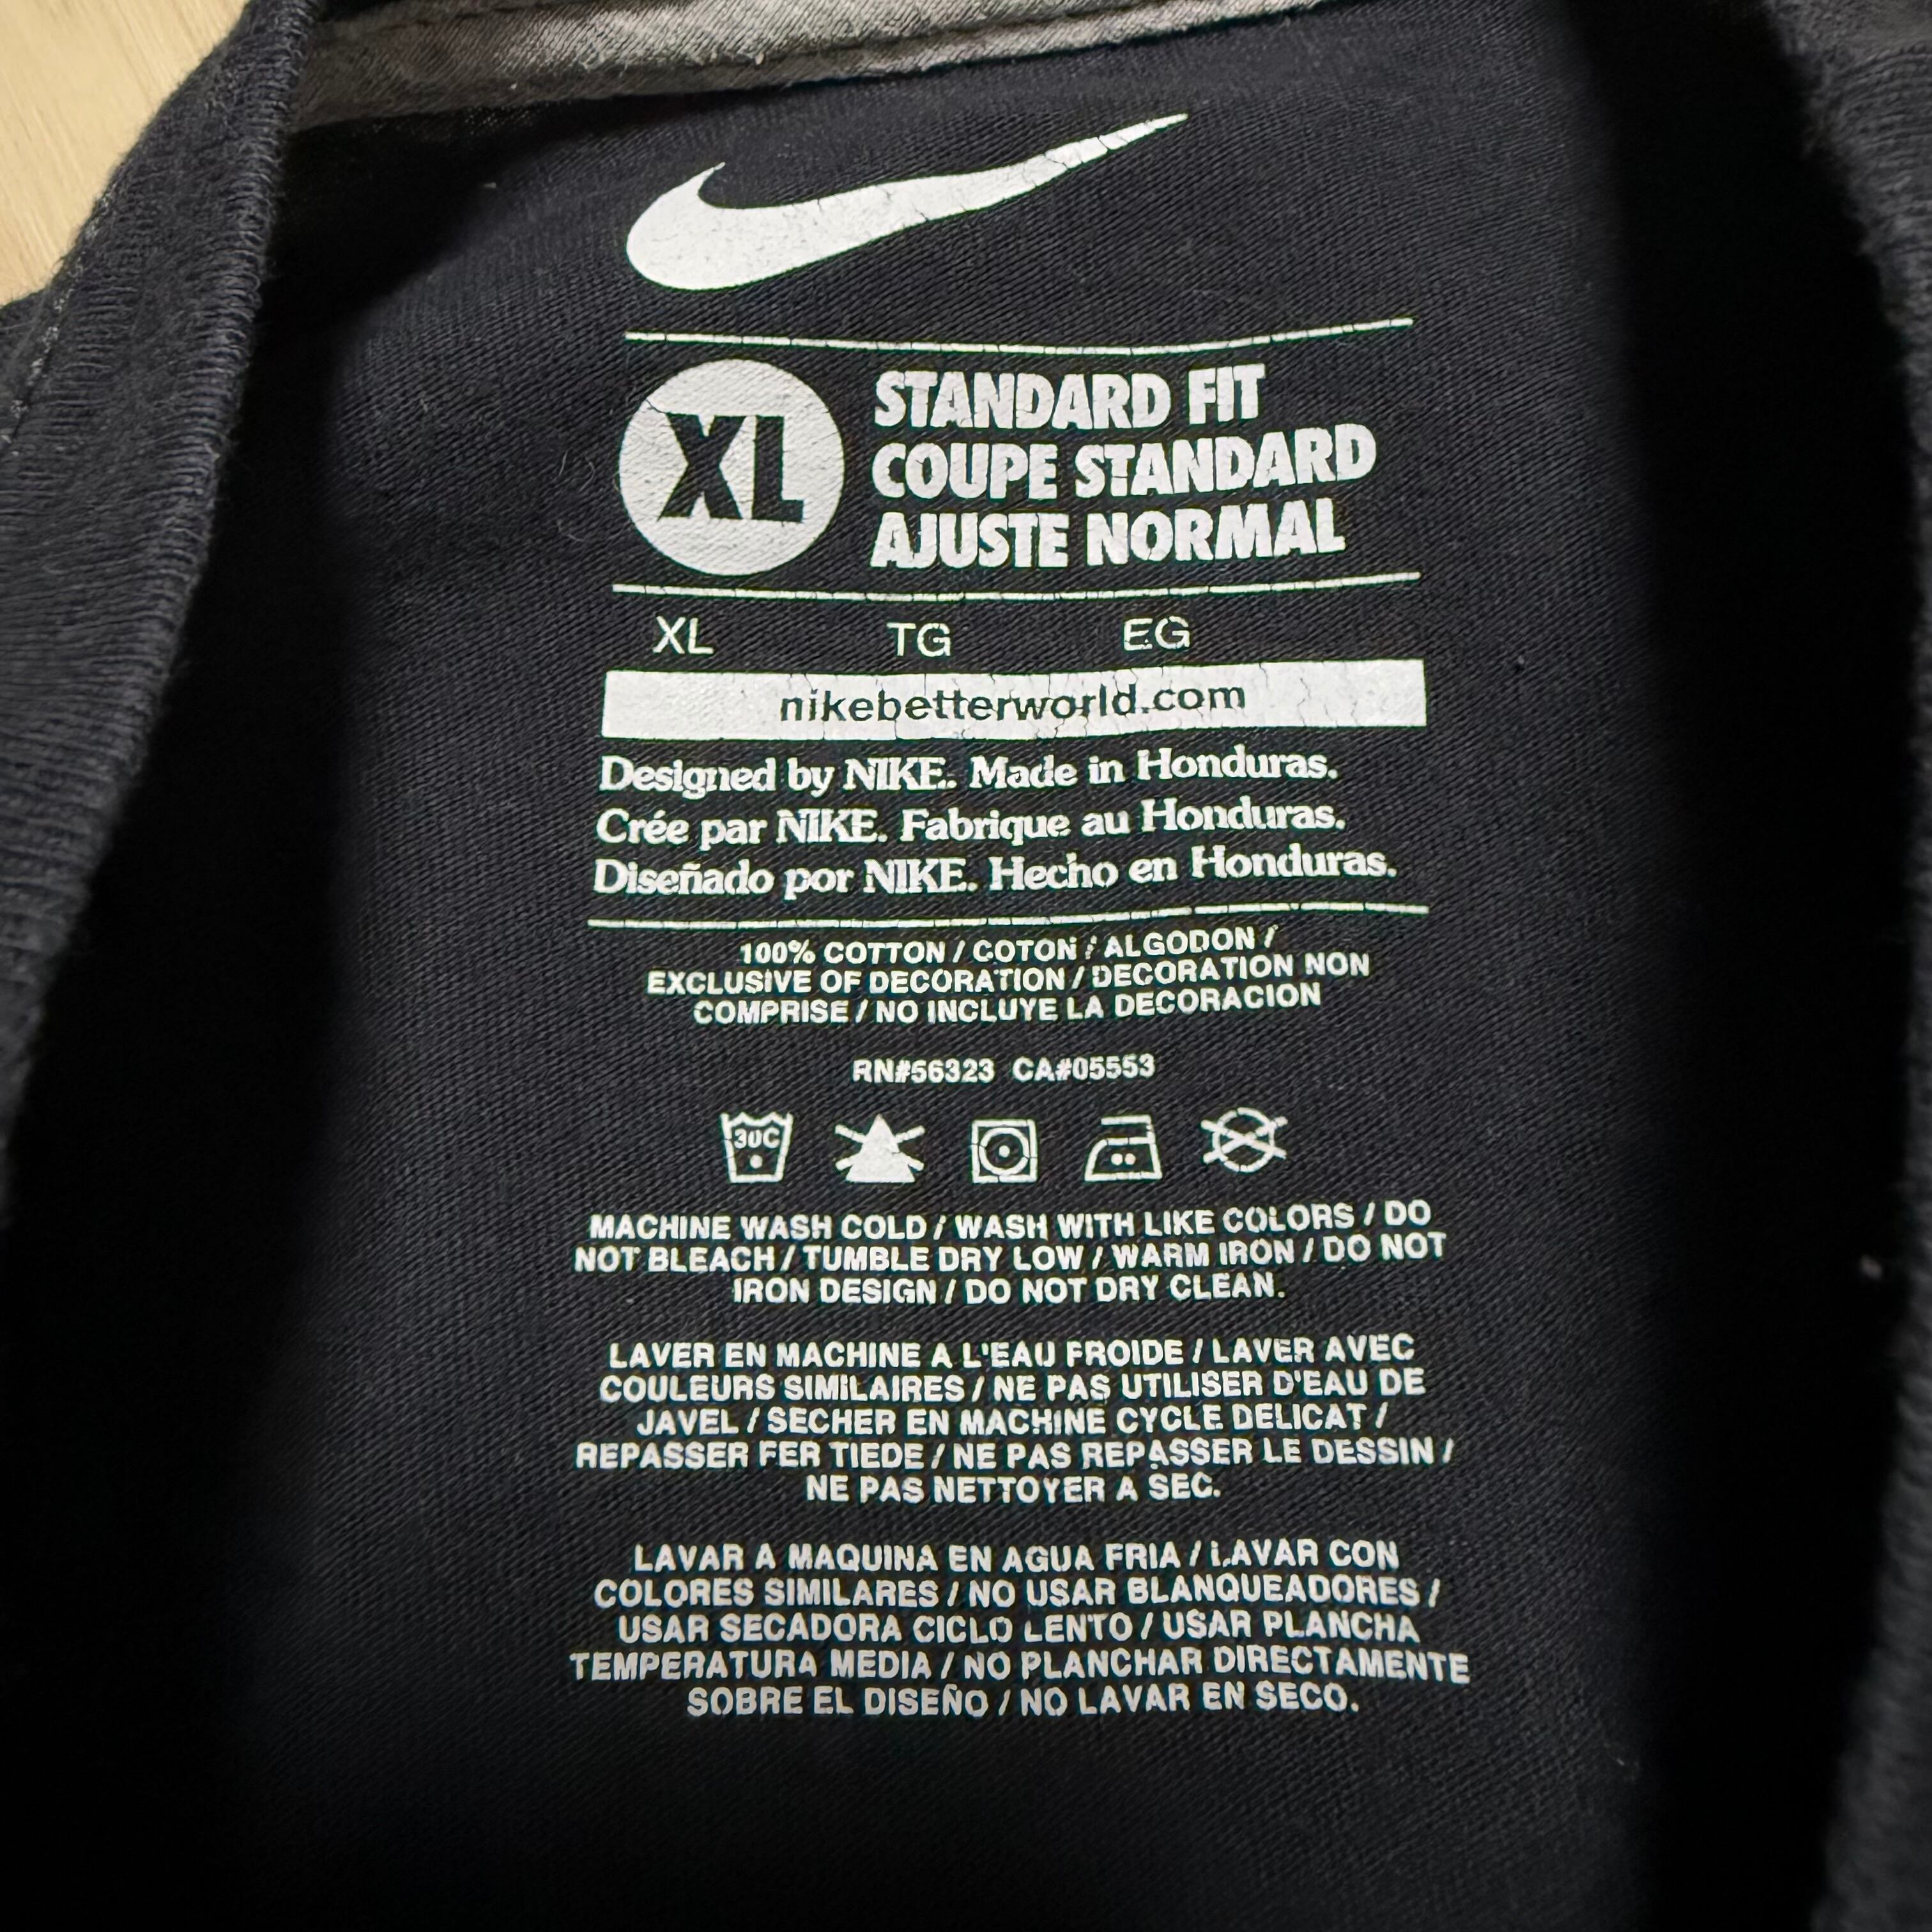 XL
STANDARD FIT
COUPE STANDARD
AJUSTE NORMAL
XL TG EG
nikebetterworld.com
Designed by NIKE. Made in Honduras.
Crée par NIKE. Fabrique au Honduras.
Diseñado por NIKE. Hecho en Honduras.
100% COTTON / COTON / ALGODON /
EXCLUSIVE OF DECORATION / DECORATION NON
COMPRISE / NO INCLUYE LA DECORACION
RN#56323 CA#05553
30C
MACHINE WASH COLD / WASH WITH LIKE COLORS / DO
NOT BLEACH / TUMBLE DRY LOW / WARM IRON / DO NOT
IRON DESIGN / DO NOT DRY CLEAN.
LAVER EN MACHINE A L'EAU FROIDE / LAVER AVEC
COULEURS SIMILAIRES / NE PAS UTILISER D'EAU DE
JAVEL / SECHER EN MACHINE CYCLE DELICAT /
REPASSER FER TIEDE / NE PAS REPASSER LE DESSIN /
NE PAS NETTOYER A SEC.
LAVAR A MAQUINA EN AGUA FRIA / LAVAR CON
COLORES SIMILARES / NO USAR BLANQUEADORES /
USAR SECADORA CICLO LENTO / USAR PLANCHA
TEMPERATURA MEDIA / NO PLANCHAR DIRECTAMENTE
SOBRE EL DISEÑO / NO LAVAR EN SECO.